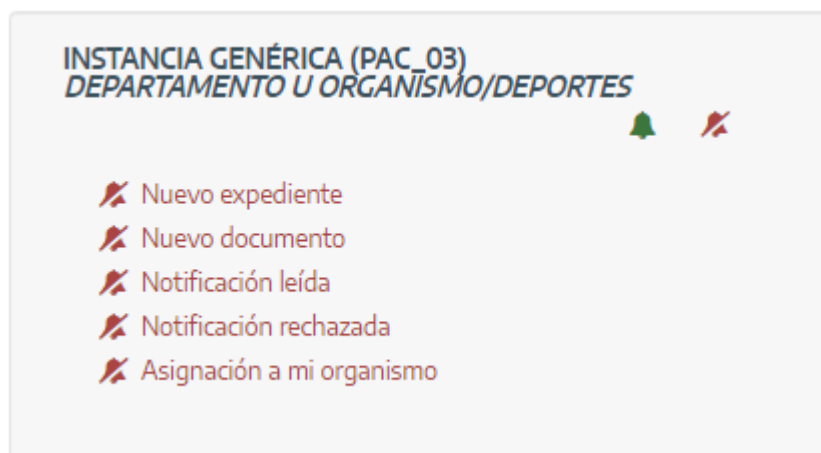 INSTANCIA GENÉRICA (PAC_03)
DEPARTAMENTO U ORGANISMO/DEPORTES
Nuevo expediente
Nuevo documento
Notificación leída
Notificación rechazada
Asignación a mi organismo